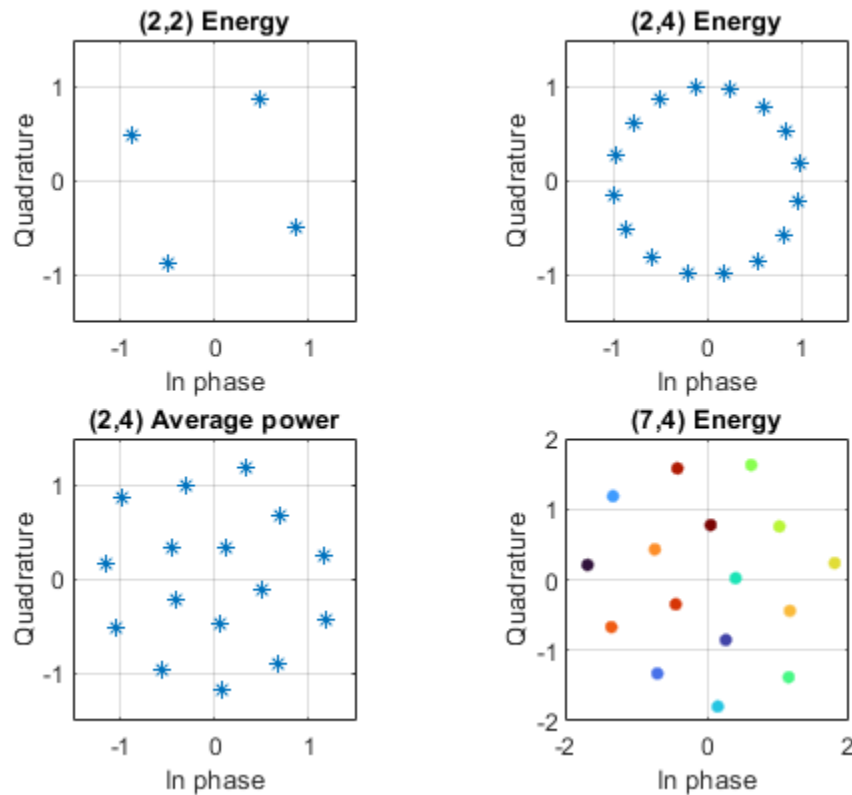 (2,2) Energy
1
0
-1
Quadrature
-1 0 1
In phase
(2,4) Energy
1
0
-1
Quadrature
-1 0 1
In phase
(2,4) Average power
1
0
-1
Quadrature
-1 0 1
In phase
(7,4) Energy
2
1
0
-1
-2
Quadrature
-2 0 2
In phase